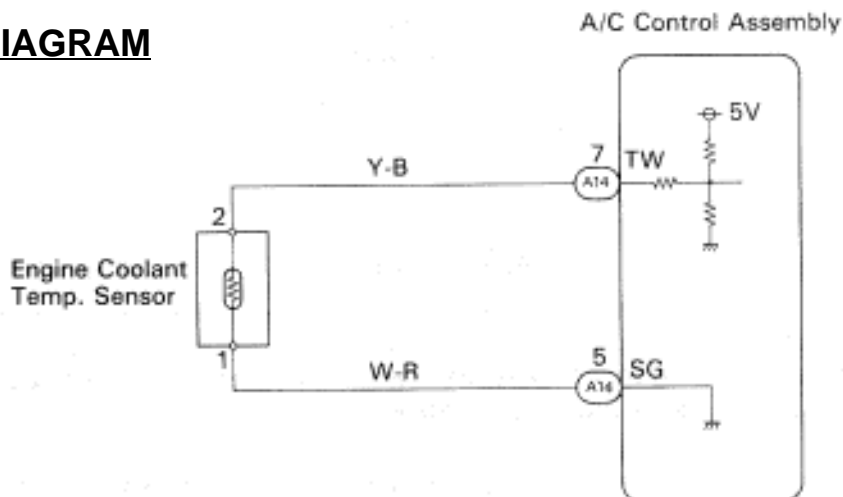 IAGRAM
A/C Control Assembly
5V
Y-B
7
TW
A14
2
Engine Coolant
Temp. Sensor
1
W-R
5
SG
A14